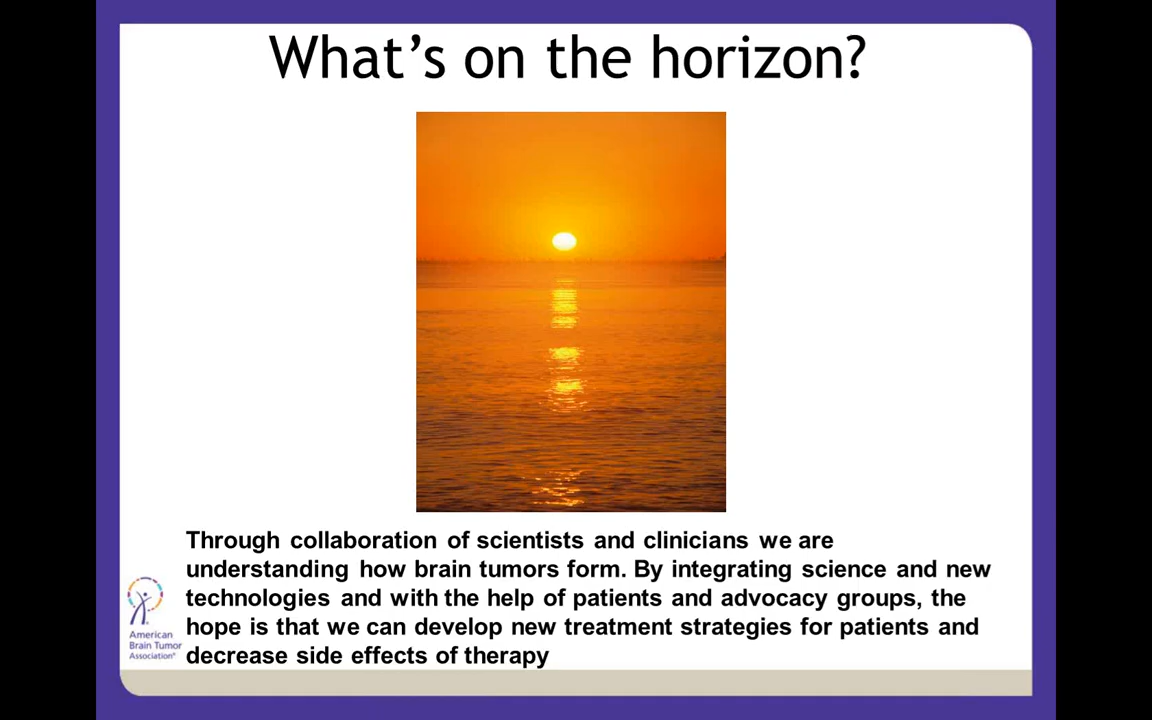 What's on the horizon?
Through collaboration of scientists and clinicians we are
understanding how brain tumors form. By integrating science and new
technologies and with the help of patients and advocacy groups, the
hope is that we can develop new treatment strategies for patients and
decrease side effects of therapy
American
Brain Tumor
Association®